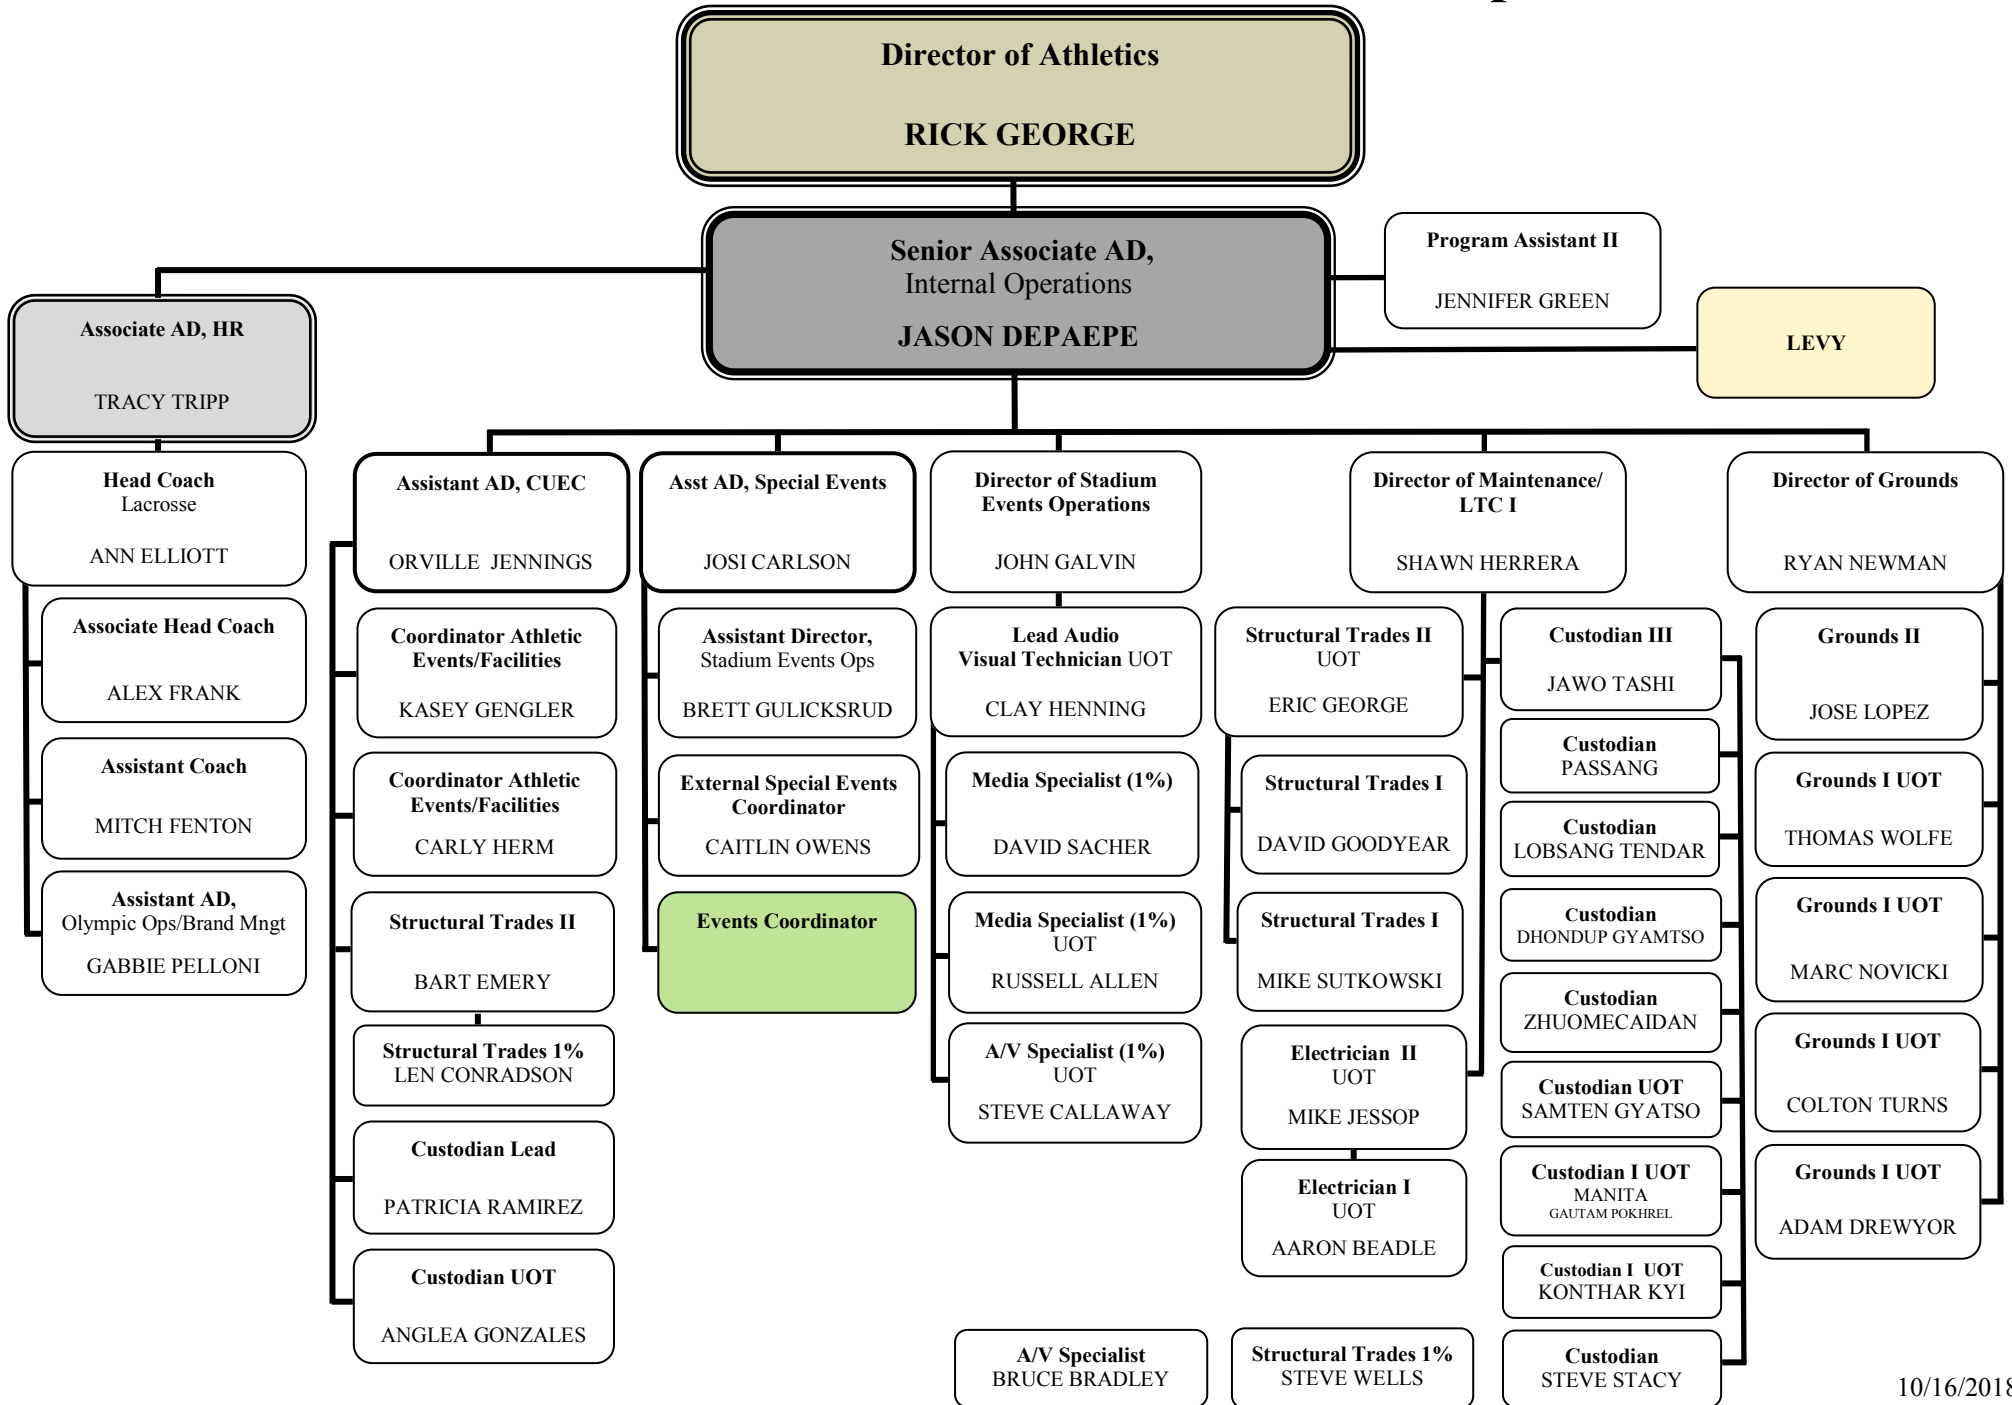 Director of Athletics
RICK GEORGE
Senior Associate AD,
Internal Operations
JASON DEPAEPE
Program Assistant II
JENNIFER GREEN
LEVY
Associate AD, HR
TRACY TRIPP
Head Coach
Lacrosse
ANN ELLIOTT
Associate Head Coach
ALEX FRANK
Assistant Coach
MITCH FENTON
Assistant AD,
Olympic Ops/Brand Mngt
GABBIE PELLONI
Assistant AD, CUEC
ORVILLE JENNINGS
Coordinator Athletic
Events/Facilities
KASEY GENGLER
Coordinator Athletic
Events/Facilities
CARLY HERM
Structural Trades II
BART EMERY
Structural Trades 1%
LEN CONRADSON
Custodian Lead
PATRICIA RAMIREZ
Custodian UOT
ANGLEA GONZALES
Asst AD, Special Events
JOSI CARLSON
Assistant Director,
Stadium Events Ops
BRETT GULICKSRUD
External Special Events
Coordinator
CAITLIN OWENS
Events Coordinator
Director of Stadium
Events Operations
JOHN GALVIN
Lead Audio
Visual Technician UOT
CLAY HENNING
Media Specialist (1%)
DAVID SACHER
Media Specialist (1%)
UOT
RUSSELL ALLEN
A/V Specialist (1%)
UOT
STEVE CALLAWAY
A/V Specialist
BRUCE BRADLEY
Director of Maintenance/
LTC I
SHAWN HERRERA
Structural Trades II
UOT
ERIC GEORGE
Structural Trades I
DAVID GOODYEAR
Structural Trades I
MIKE SUTKOWSKI
Electrician II
UOT
MIKE JESSOP
Electrician I
UOT
AARON BEADLE
Structural Trades 1%
STEVE WELLS
Custodian III
JAWO TASHI
Custodian
PASSANG
Custodian
LOBSANG TENDAR
Custodian
DHONDUP GYAMTSO
Custodian
ZHUOMECAIDAN
Custodian UOT
SAMTEN GYATSO
Custodian I UOT
MANITA
GAUTAM POKHREL
Custodian I UOT
KONTHAR KYI
Custodian
STEVE STACY
Director of Grounds
RYAN NEWMAN
Grounds II
JOSE LOPEZ
Grounds I UOT
THOMAS WOLFE
Grounds I UOT
MARC NOVICKI
Grounds I UOT
COLTON TURNS
Grounds I UOT
ADAM DREWYOR
10/16/2018